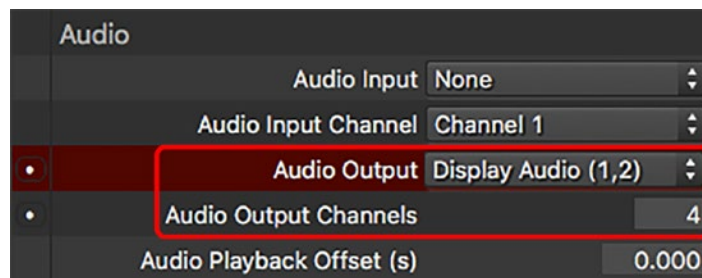 Audio
Audio Input None
Audio Input Channel Channel 1
Audio Output Display Audio (1,2)
Audio Output Channels 4
Audio Playback Offset (s) 0.000